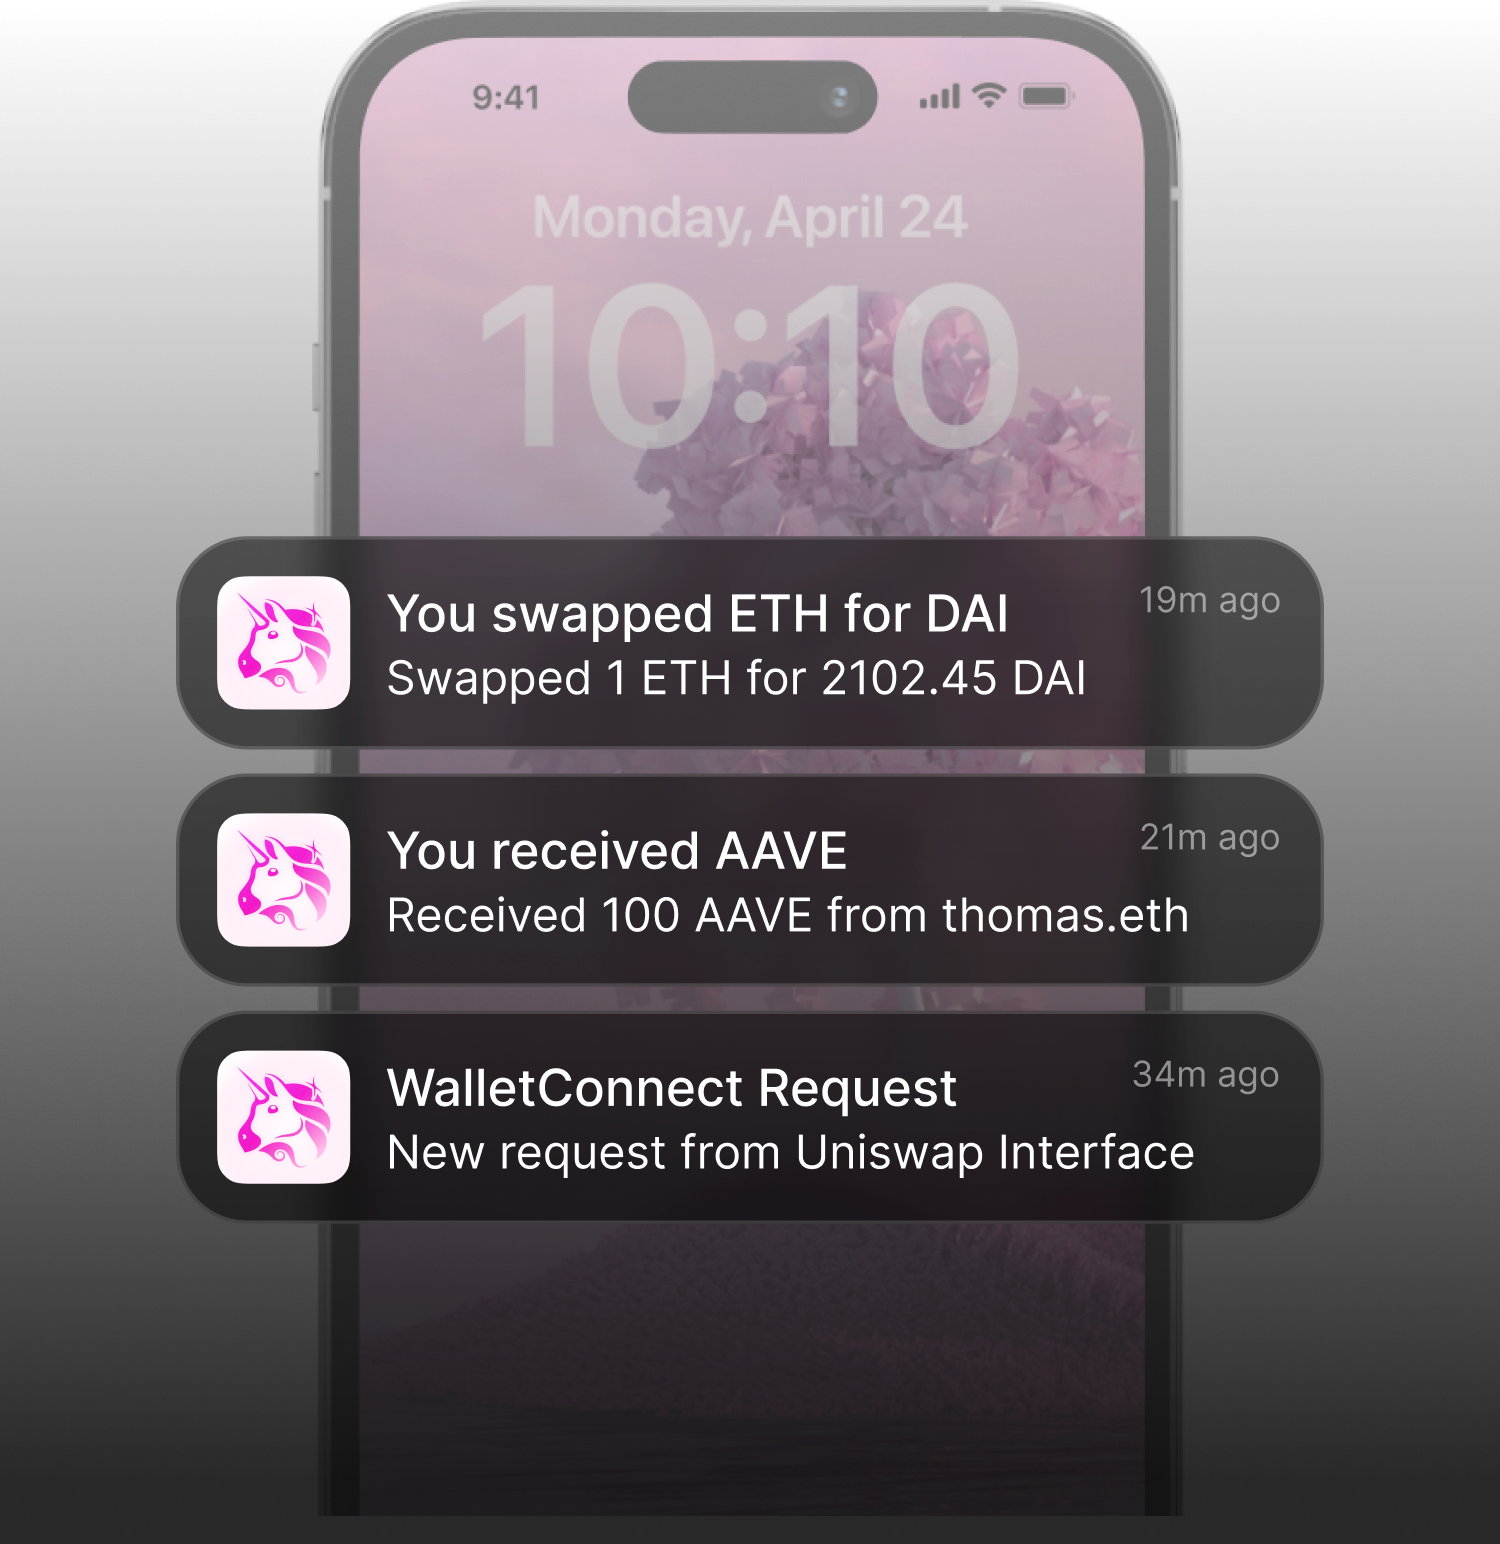 9:41
Monday, April 24
10:10
You swapped ETH for DAI
19m ago
Swapped 1 ETH for 2102.45 DAI
You received AAVE
21m ago
Received 100 AAVE from thomas.eth
WalletConnect Request
34m ago
New request from Uniswap Interface